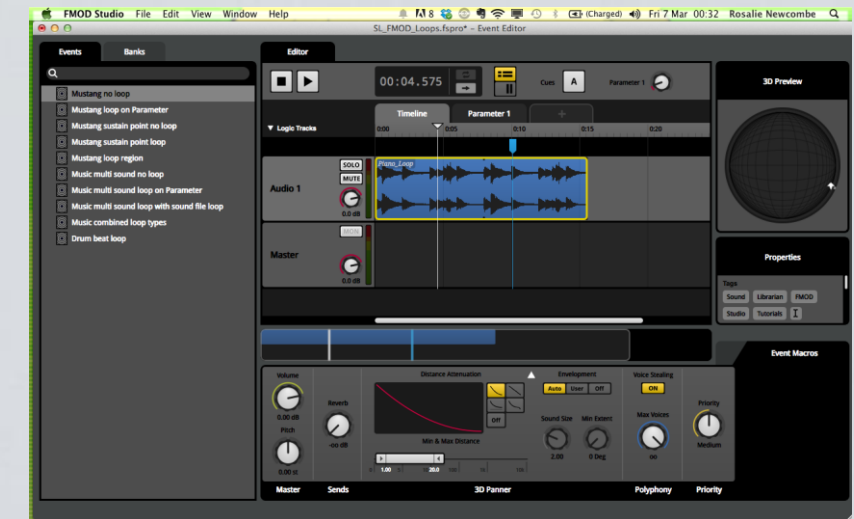 FMOD Studio File Edit View Window Help 8 (Charged) Fri 7 Mar 00:32 Rosalie Newcombe
SL_FMOD_Loops.fspro* - Event Editor
Events Banks
Editor
Mustang no loop
Mustang loop on Parameter
Mustang sustain point no loop
Mustang sustain point loop
Mustang loop region
Music multi sound no loop
Music multi sound loop on Parameter
Music multi sound loop with sound file loop
Music combined loop types
Drum beat loop
00:04.575
Cues A Parameter 1
Timeline Parameter 1 +
Logic Tracks
0:00 0:05 0:10 0:15 0:20
Audio 1
SOLO
MUTE
0.0 dB
Piano_Loop
Master
MON
0.0 dB
3D Preview
Properties
Tags
Sound Librarian FMOD
Studio Tutorials
Event Macros
Volume
0.00 dB
Pitch
0.00 st
Reverb
-oo dB
Distance Attenuation
Off
Min & Max Distance
1.00 20.0
Envelopment
Auto User Off
Sound Size Min Extent
2.00 0 Deg
Voice Stealing
ON
Max Voices
oo
Priority
Medium
Master Sends 3D Panner Polyphony Priority